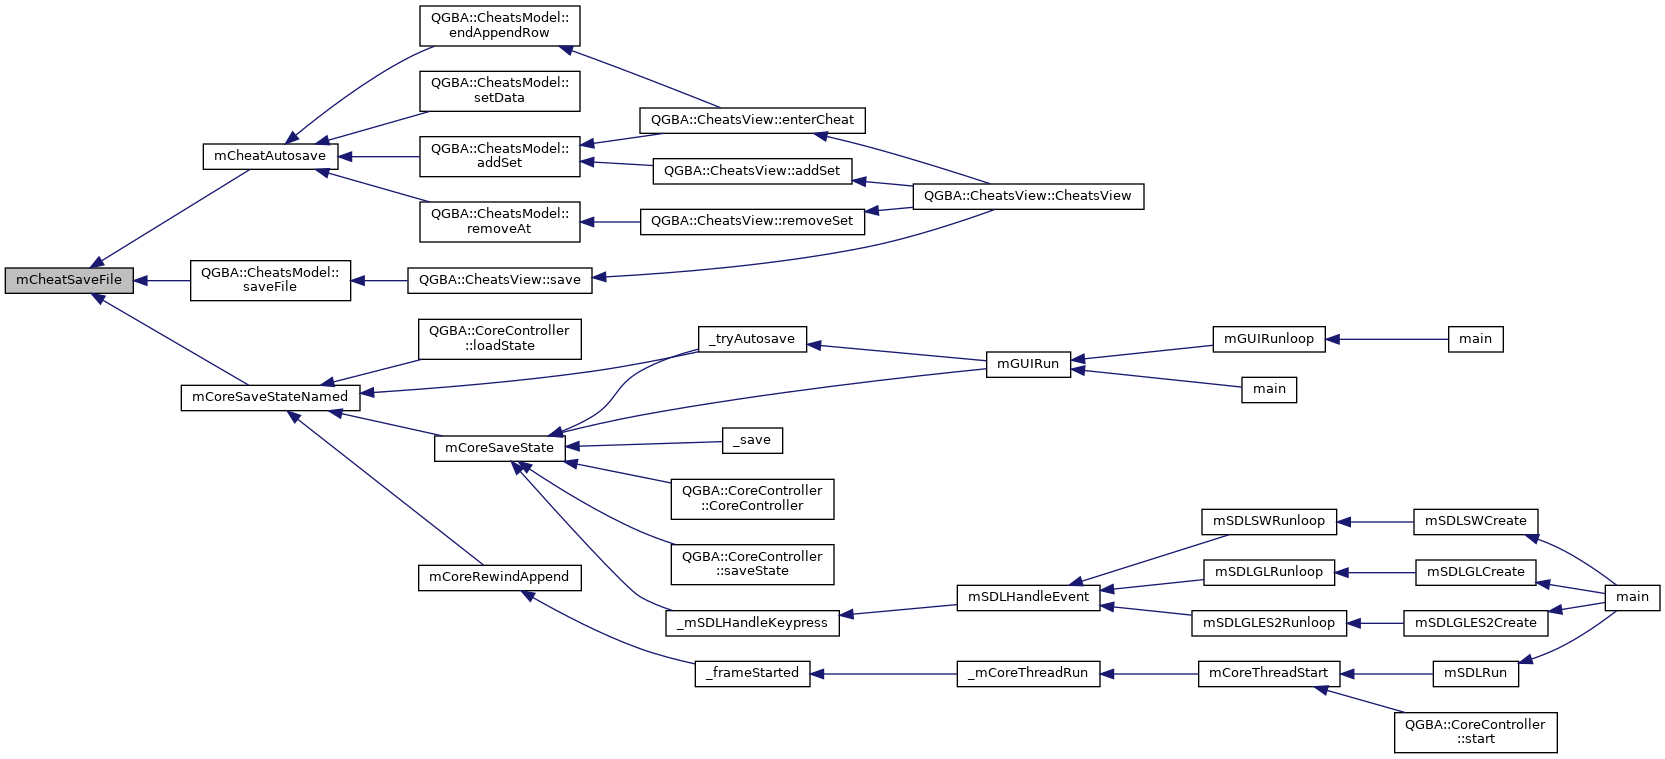 QGBA::CheatsModel::
endAppendRow
QGBA::CheatsModel::
setData
QGBA::CheatsView::enterCheat
mCheatAutosave
QGBA::CheatsModel::
addSet
QGBA::CheatsView::addSet
QGBA::CheatsView::CheatsView
QGBA::CheatsModel::
removeAt
QGBA::CheatsView::removeSet
mCheatSaveFile
QGBA::CheatsModel::
saveFile
QGBA::CheatsView::save
QGBA::CoreController
::loadState
_tryAutosave
mGUIRunloop
main
mGUIRun
main
mCoreSaveStateNamed
mCoreSaveState
_save
QGBA::CoreController
::CoreController
QGBA::CoreController
::saveState
mSDLSWRunloop
mSDLSWCreate
mCoreRewindAppend
mSDLHandleEvent
mSDLGLRunloop
mSDLGLCreate
main
_mSDLHandleKeypress
mSDLGLES2Runloop
mSDLGLES2Create
_frameStarted
_mCoreThreadRun
mCoreThreadStart
mSDLRun
QGBA::CoreController
::start